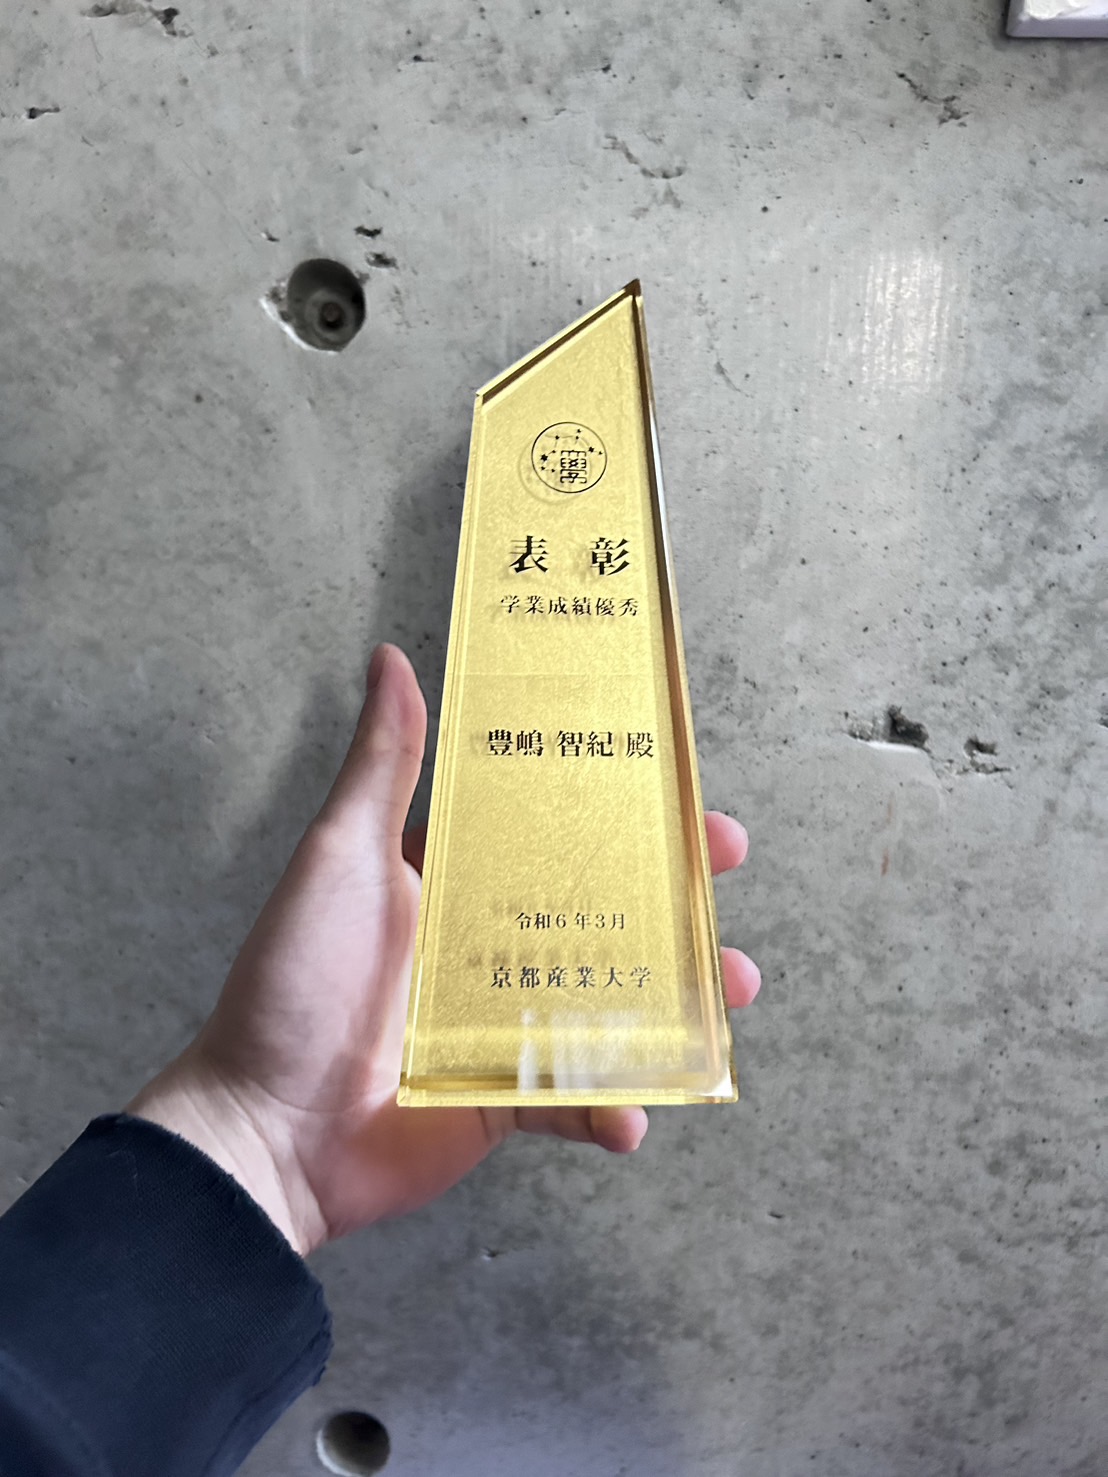 表彰
学業成績優秀
豊嶋 智紀 殿
令和6年3月
京都産業大学